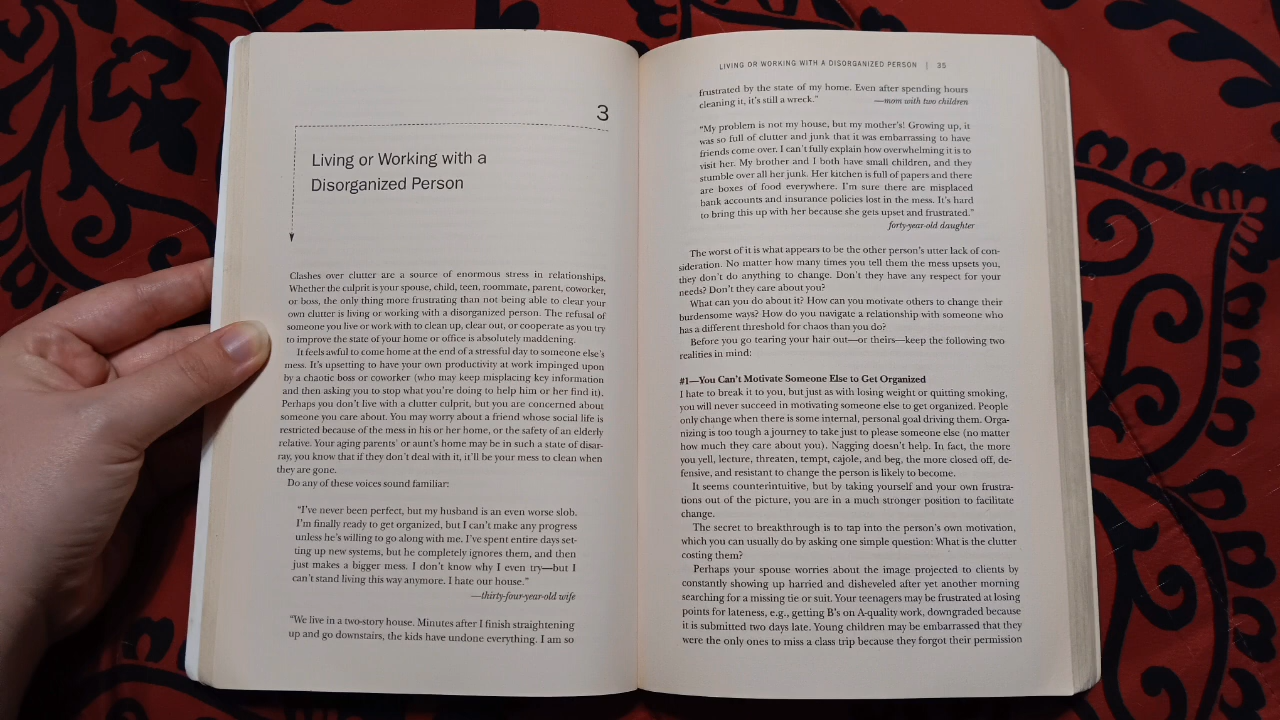 3
Living or Working with a
Disorganized Person
Clashes over clutter are a source of enormous stress in relationships.
Whether the culprit is your spouse, child, teen, roommate, parent, coworker,
or boss, the only thing more frustrating than not being able to clear your
own clutter is living or working with a disorganized person. The refusal of
someone you live or work with to clean up, clear out, or cooperate as you try
to improve the state of your home or office is absolutely maddening.
It feels awful to come home at the end of a stressful day to someone else's
mess. It's upsetting to have your own productivity at work impinged upon
by a chaotic boss or coworker (who may keep misplacing key information
and then asking you to stop what you're doing to help him or her find it).
Perhaps you don't live with a clutter culprit, but you are concerned about
someone you care about. You may worry about a friend whose social life is
restricted because of the mess in his or her home, or the safety of an elderly
relative. Your aging parents' or aunt's home may be in such a state of disar-
ray, you know that if they don't deal with it, it'll be your mess to clean when
they are gone.
Do any of these voices sound familiar:
"I've never been perfect, but my husband is an even worse slob.
I'm finally ready to get organized, but I can't make any progress
unless he's willing to go along with me. I've spent entire days set-
ting up new systems, but he completely ignores them, and then
just makes a bigger mess. I don't know why I even try—but I
can't stand living this way anymore. I hate our house."
—thirty-four-year-old wife
"We live in a two-story house. Minutes after I finish straightening
up and go downstairs, the kids have undone everything. I am so
LIVING OR WORKING WITH A DISORGANIZED PERSON | 35
frustrated by the state of my home. Even after spending hours
cleaning it, it's still a wreck." —mom with two children
"My problem is not my house, but my mother's! Growing up, it
was so full of clutter and junk that it was embarrassing to have
friends come over. I can't fully explain how overwhelming it is to
visit her. My brother and I both have small children, and they
stumble over all her junk. Her kitchen is full of papers and there
are boxes of food everywhere. I'm sure there are misplaced
bank accounts and insurance policies lost in the mess. It's hard
to bring this up with her because she gets upset and frustrated."
forty-year-old daughter
The worst of it is what appears to be the other person's utter lack of con-
sideration. No matter how many times you tell them the mess upsets you,
they don't do anything to change. Don't they have any respect for your
needs? Don't they care about you?
What can you do about it? How can you motivate others to change their
burdensome ways? How do you navigate a relationship with someone who
has a different threshold for chaos than you do?
Before you go tearing your hair out—or theirs—keep the following two
realities in mind:
#1—You Can't Motivate Someone Else to Get Organized
I hate to break it to you, but just as with losing weight or quitting smoking,
you will never succeed in motivating someone else to get organized. People
only change when there is some internal, personal goal driving them. Orga-
nizing is too tough a journey to take just to please someone else (no matter
how much they care about you). Nagging doesn't help. In fact, the more
you yell, lecture, threaten, tempt, cajole, and beg, the more closed off, de-
fensive, and resistant to change the person is likely to become.
It seems counterintuitive, but by taking yourself and your own frustra-
tions out of the picture, you are in a much stronger position to facilitate
change.
The secret to breakthrough is to tap into the person's own motivation,
which you can usually do by asking one simple question: What is the clutter
costing them?
Perhaps your spouse worries about the image projected to clients by
constantly showing up harried and disheveled after yet another morning
searching for a missing tie or suit. Your teenagers may be frustrated at losing
points for lateness, e.g., getting B's on A-quality work, downgraded because
it is submitted two days late. Young children may be embarrassed that they
were the only ones to miss a class trip because they forgot their permission